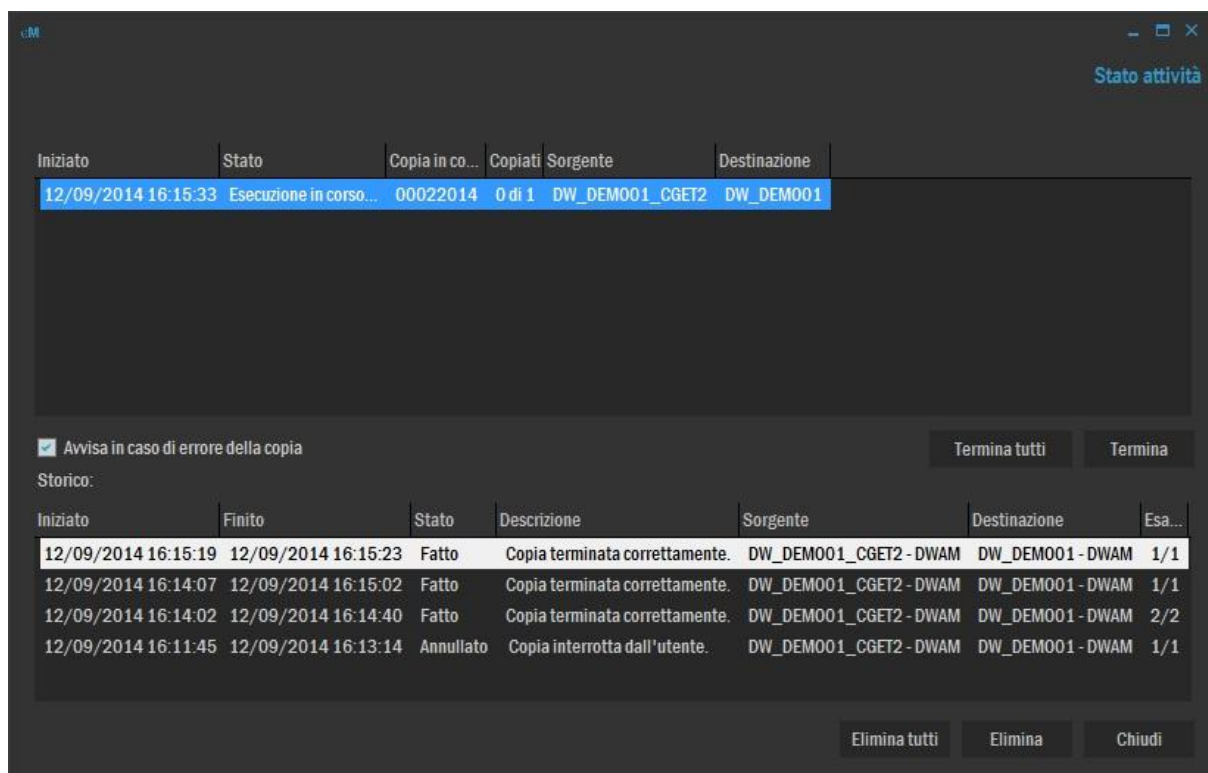 cM
Stato attività
Iniziato Stato Copia in co... Copiati Sorgente Destinazione
12/09/2014 16:15:33 Esecuzione in corso... 00022014 0 di 1 DW_DEMO01_CGET2 DW_DEMO01
Avvisa in caso di errore della copia Termina tutti Termina
Storico:
Iniziato Finito Stato Descrizione Sorgente Destinazione Esa...
12/09/2014 16:15:19 12/09/2014 16:15:23 Fatto Copia terminata correttamente. DW_DEMO01_CGET2 - DWAM DW_DEMO01 - DWAM 1/1
12/09/2014 16:14:07 12/09/2014 16:15:02 Fatto Copia terminata correttamente. DW_DEMO01_CGET2 - DWAM DW_DEMO01 - DWAM 1/1
12/09/2014 16:14:02 12/09/2014 16:14:40 Fatto Copia terminata correttamente. DW_DEMO01_CGET2 - DWAM DW_DEMO01 - DWAM 2/2
12/09/2014 16:11:45 12/09/2014 16:13:14 Annullato Copia interrotta dall'utente. DW_DEMO01_CGET2 - DWAM DW_DEMO01 - DWAM 1/1
Elimina tutti Elimina Chiudi